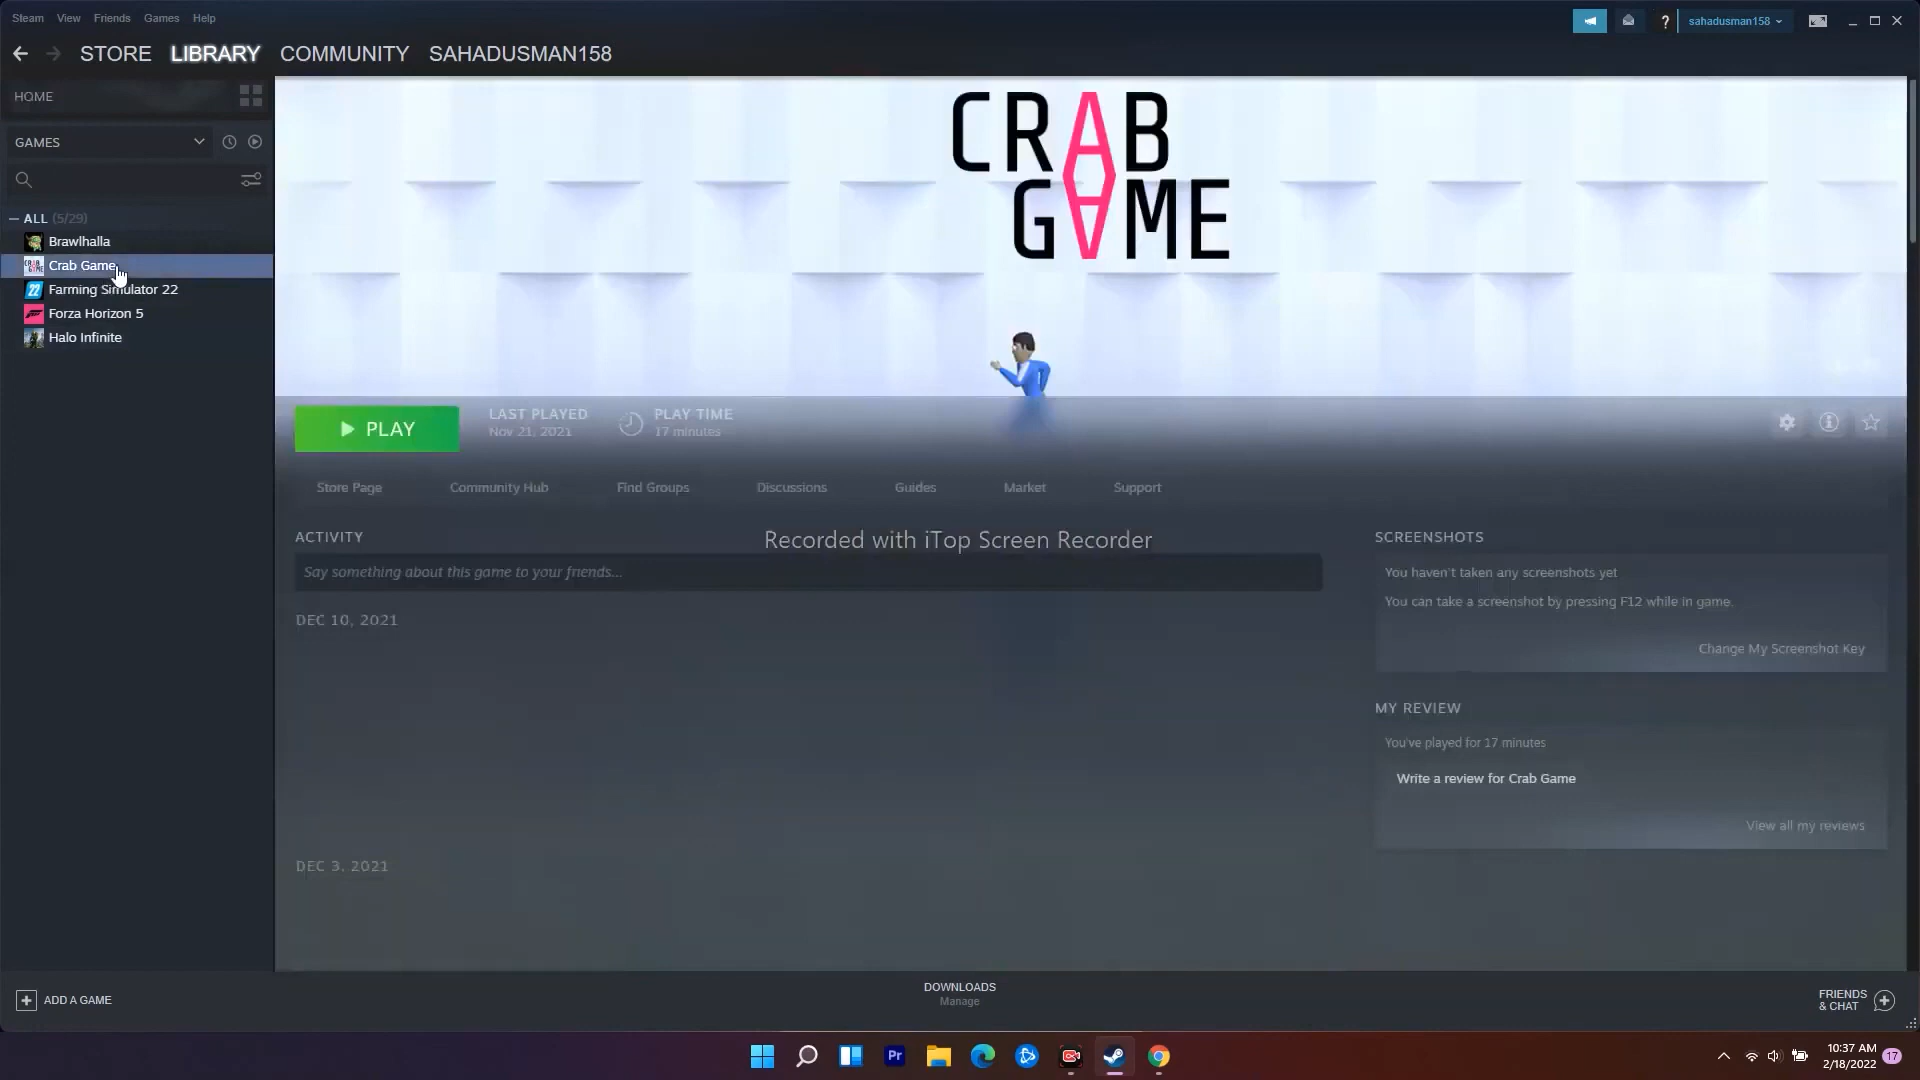 Steam View Friends Games Help
sahadusman158
STORE LIBRARY COMMUNITY SAHADUSMAN158
HOME
GAMES
ALL (5/29)
Brawlhalla
Crab Game
Farming Simulator 22
Forza Horizon 5
Halo Infinite
CRAB
GAME
PLAY
LAST PLAYED
Nov 21, 2021
PLAY TIME
17 minutes
Store Page Community Hub Find Groups Discussions Guides Market Support
ACTIVITY
Recorded with iTop Screen Recorder
Say something about this game to your friends...
DEC 10, 2021
DEC 3, 2021
SCREENSHOTS
You haven't taken any screenshots yet
You can take a screenshot by pressing F12 while in game.
Change My Screenshot Key
MY REVIEW
You've played for 17 minutes
Write a review for Crab Game
View all my reviews
ADD A GAME
DOWNLOADS
Manage
FRIENDS
& CHAT
Pr
10:37 AM
2/18/2022
17